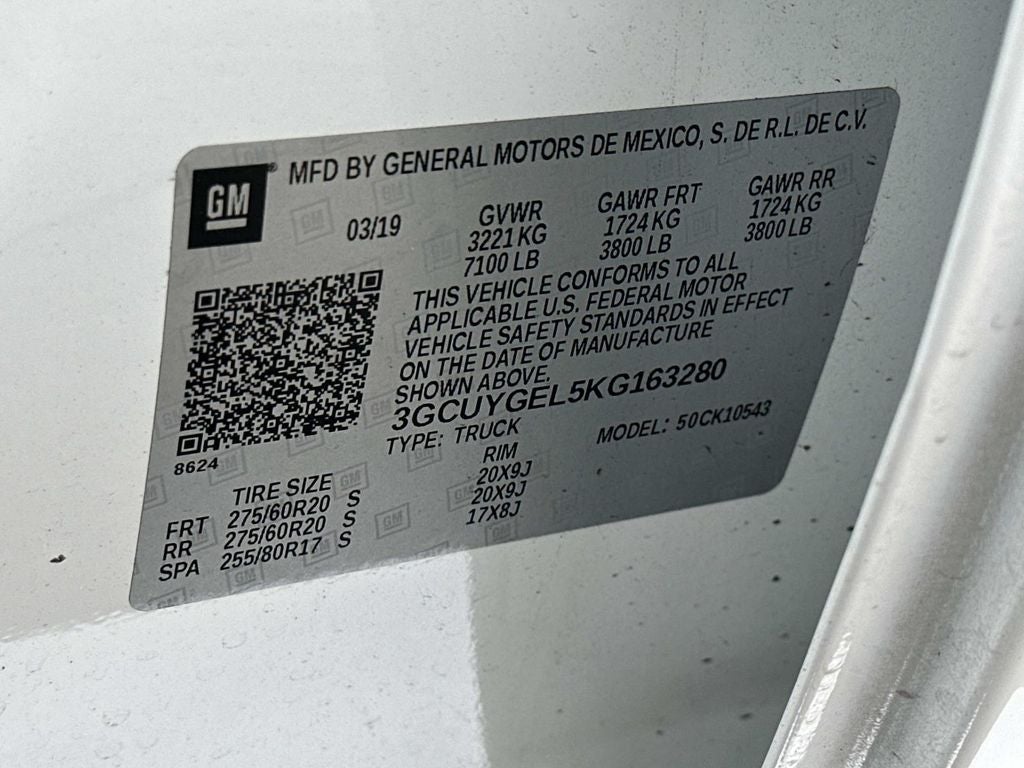 GM® MFD BY GENERAL MOTORS DE MEXICO, S. DE R.L. DE C.V.
03/19 GVWR GAWR FRT GAWR RR
3221 KG 1724 KG 1724 KG
7100 LB 3800 LB 3800 LB
THIS VEHICLE CONFORMS TO ALL
APPLICABLE U.S. FEDERAL MOTOR
VEHICLE SAFETY STANDARDS IN EFFECT
ON THE DATE OF MANUFACTURE
SHOWN ABOVE.
3GCUYGEL5KG163280
8624 TYPE: TRUCK MODEL: 50CK10543
TIRE SIZE RIM
FRT 275/60R20 S 20X9J
RR 275/60R20 S 20X9J
SPA 255/80R17 S 17X8J